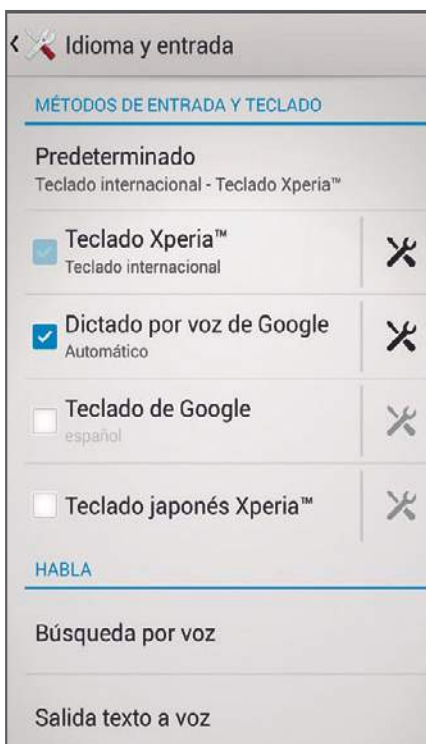 Idioma y entrada
MÉTODOS DE ENTRADA Y TECLADO
Predeterminado
Teclado internacional - Teclado Xperia™
Teclado Xperia™
Teclado internacional
Dictado por voz de Google
Automático
Teclado de Google
español
Teclado japonés Xperia™
HABLA
Búsqueda por voz
Salida texto a voz